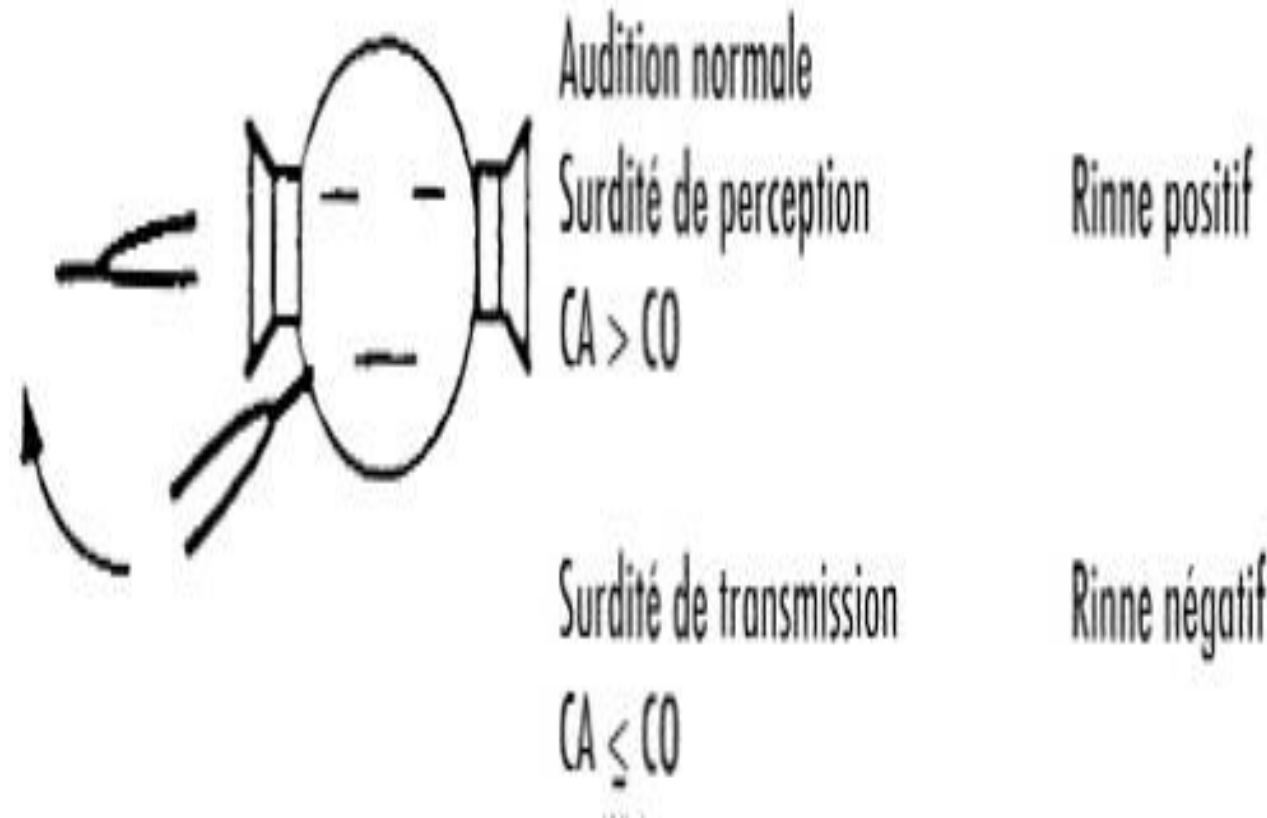 Audition normale
Surdité de perception Rinne positif
CA > CO
Surdité de transmission Rinne négatif
CA ≤ CO